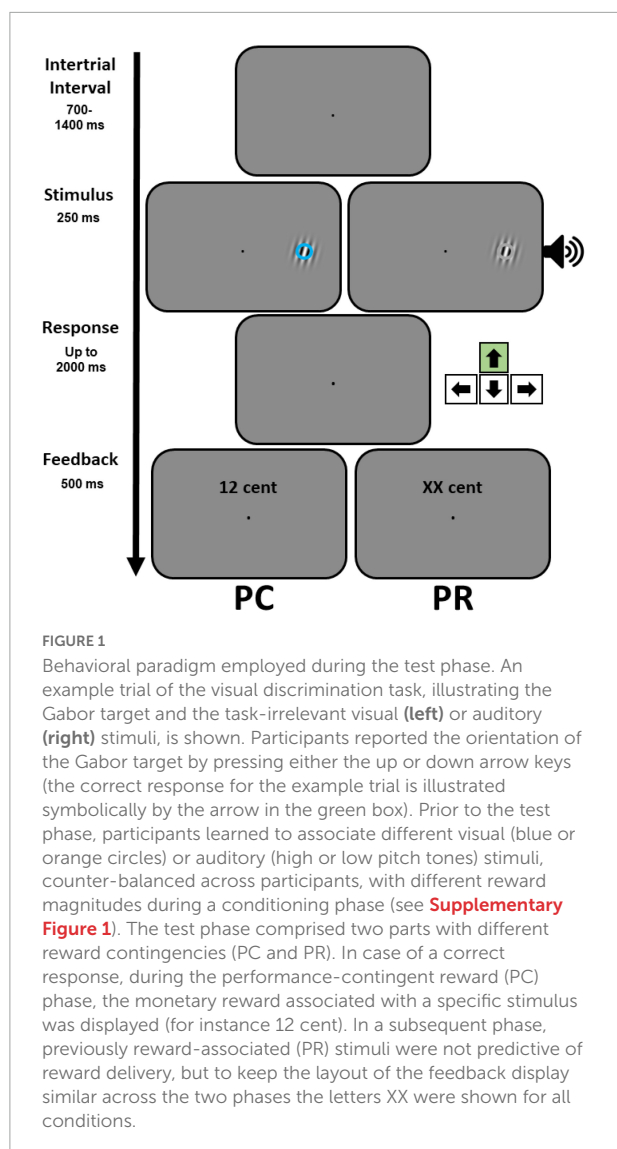 Intertrial
Interval
700-
1400 ms
Stimulus
250 ms
Response
Up to
2000 ms
Feedback
500 ms
12 cent
XX cent
PC
PR
FIGURE 1
Behavioral paradigm employed during the test phase. An
example trial of the visual discrimination task, illustrating the
Gabor target and the task-irrelevant visual (left) or auditory
(right) stimuli, is shown. Participants reported the orientation of
the Gabor target by pressing either the up or down arrow keys
(the correct response for the example trial is illustrated
symbolically by the arrow in the green box). Prior to the test
phase, participants learned to associate different visual (blue or
orange circles) or auditory (high or low pitch tones) stimuli,
counter-balanced across participants, with different reward
magnitudes during a conditioning phase (see Supplementary
Figure 1). The test phase comprised two parts with different
reward contingencies (PC and PR). In case of a correct
response, during the performance-contingent reward (PC)
phase, the monetary reward associated with a specific stimulus
was displayed (for instance 12 cent). In a subsequent phase,
previously reward-associated (PR) stimuli were not predictive of
reward delivery, but to keep the layout of the feedback display
similar across the two phases the letters XX were shown for all
conditions.